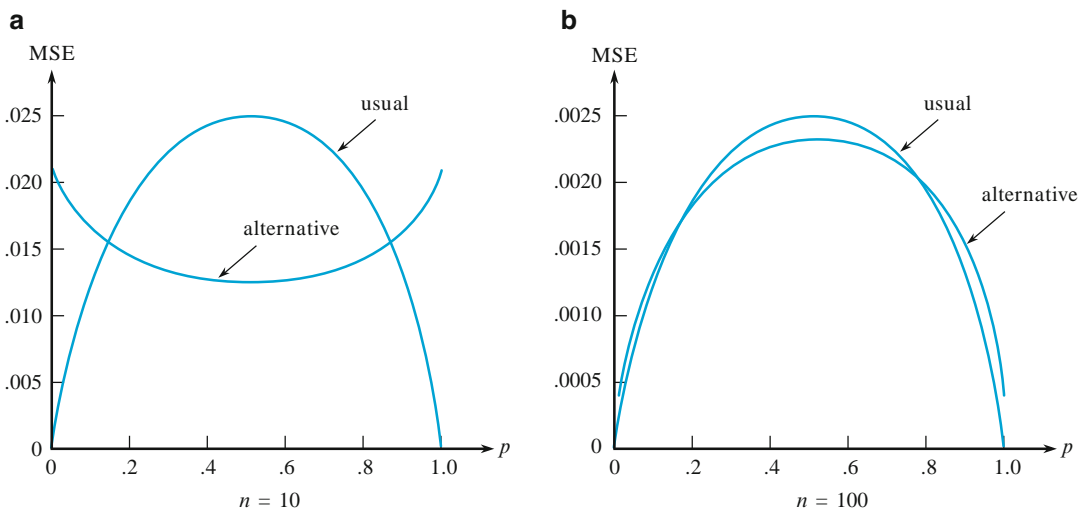 a
MSE
.025
.020
.015
.010
.005
0
usual
alternative
0 .2 .4 .6 .8 1.0 p
n = 10
b
MSE
.0025
.0020
.0015
.0010
.0005
0
usual
alternative
0 .2 .4 .6 .8 1.0 p
n = 100